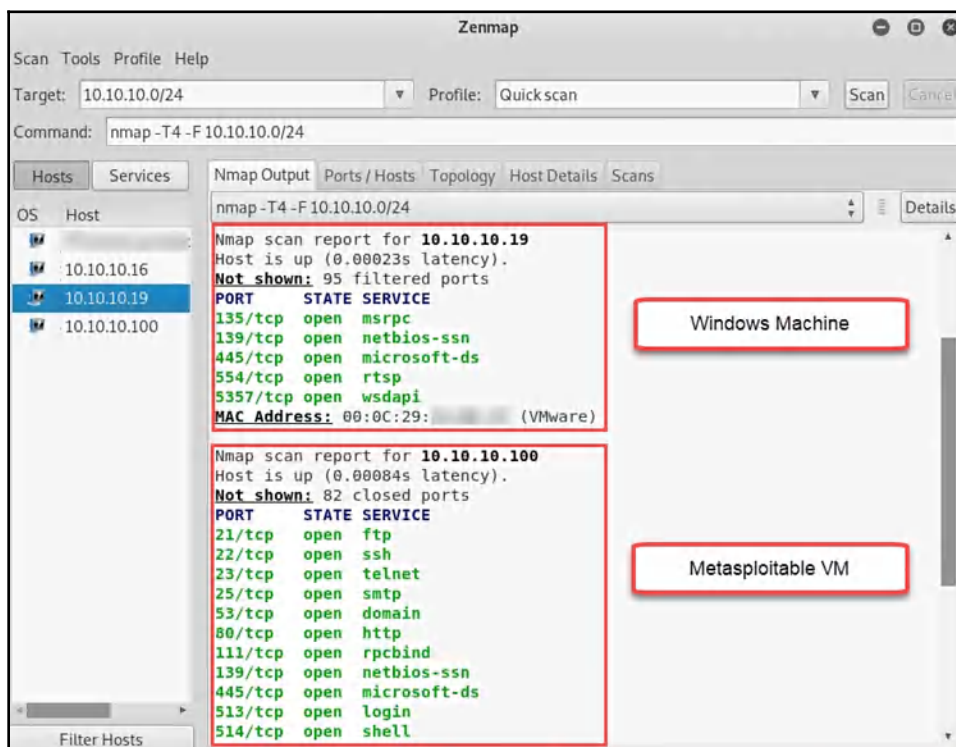 Zenmap
Scan Tools Profile Help
Target: 10.10.10.0/24 Profile: Quick scan Scan Cancel
Command: nmap -T4 -F 10.10.10.0/24
Hosts Services Nmap Output Ports / Hosts Topology Host Details Scans
OS Host nmap -T4 -F 10.10.10.0/24 Details
10.10.10.16
10.10.10.19
10.10.10.100
Nmap scan report for 10.10.10.19
Host is up (0.00023s latency).
Not shown: 95 filtered ports
PORT STATE SERVICE
135/tcp open msrpc
139/tcp open netbios-ssn
445/tcp open microsoft-ds
554/tcp open rtsp
5357/tcp open wsdapi
MAC Address: 00:0C:29: (VMware)
Windows Machine
Nmap scan report for 10.10.10.100
Host is up (0.00084s latency).
Not shown: 82 closed ports
PORT STATE SERVICE
21/tcp open ftp
22/tcp open ssh
23/tcp open telnet
25/tcp open smtp
53/tcp open domain
80/tcp open http
111/tcp open rpcbind
139/tcp open netbios-ssn
445/tcp open microsoft-ds
513/tcp open login
514/tcp open shell
Metasploitable VM
Filter Hosts